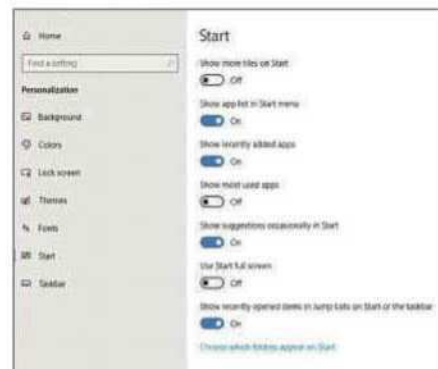 Home
Find a setting
Personalization
Background
Colors
Lock screen
Themes
Fonts
Start
Taskbar
Start
Show more tiles on Start
Off
Show app list in Start menu
On
Show recently added apps
On
Show most used apps
Off
Show suggestions occasionally in Start
On
Use Start full screen
Off
Show recently opened items in Jump Lists on Start or the taskbar
On
Choose which folders appear on Start